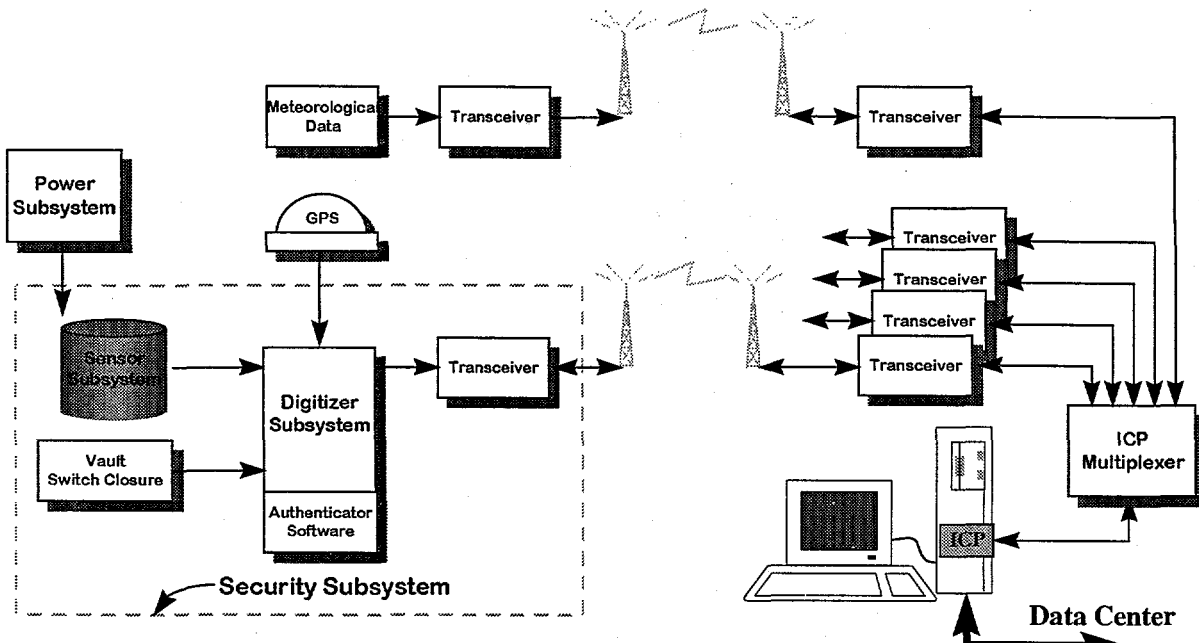 Meteorological
Data
Transceiver
Transceiver
Power
Subsystem
GPS
Transceiver
Transceiver
Transceiver
Transceiver
Sensor
Subsystem
Digitizer
Subsystem
Transceiver
Vault
Switch Closure
Authenticator
Software
ICP
Multiplexer
ICP
Security Subsystem
Data Center